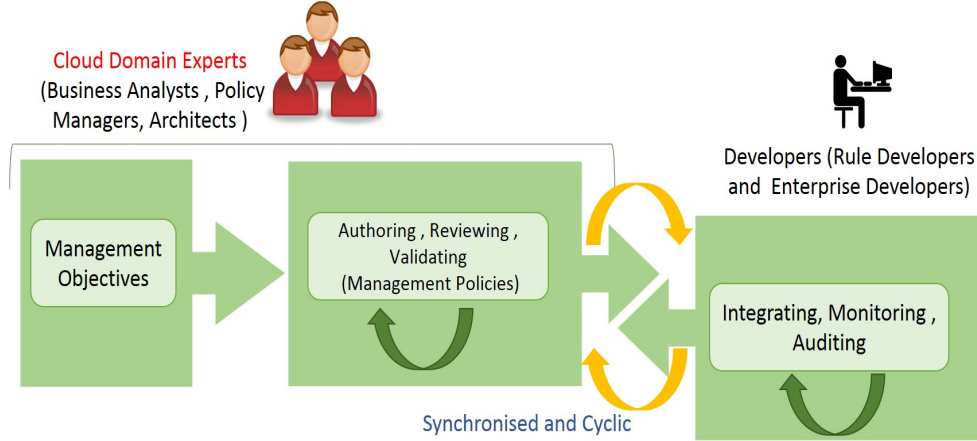 Cloud Domain Experts
(Business Analysts , Policy
Managers, Architects )
Developers (Rule Developers
and Enterprise Developers)
Management
Objectives
Authoring , Reviewing ,
Validating
(Management Policies)
Integrating, Monitoring ,
Auditing
Synchronised and Cyclic